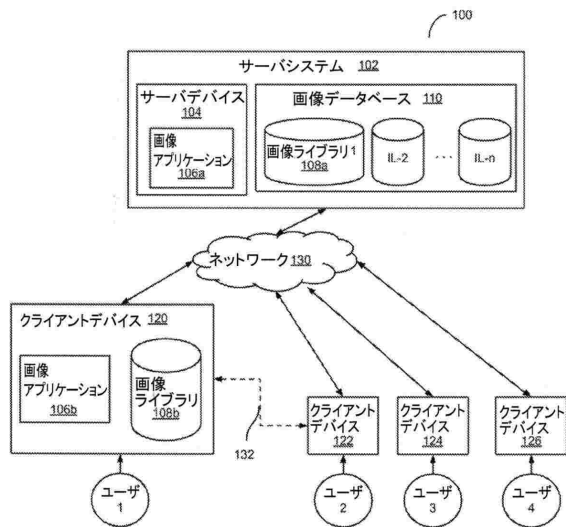 100
サーバシステム 102
サーバデバイス
104
画像
アプリケーション
106a
画像データベース 110
画像ライブラリ1
108a
IL-2
...
IL-n
ネットワーク 130
クライアントデバイス 120
画像
アプリケーション
106b
画像
ライブラリ
108b
132
クライアント
デバイス
122
クライアント
デバイス
124
クライアント
デバイス
126
ユーザ
1
ユーザ
2
ユーザ
3
ユーザ
4